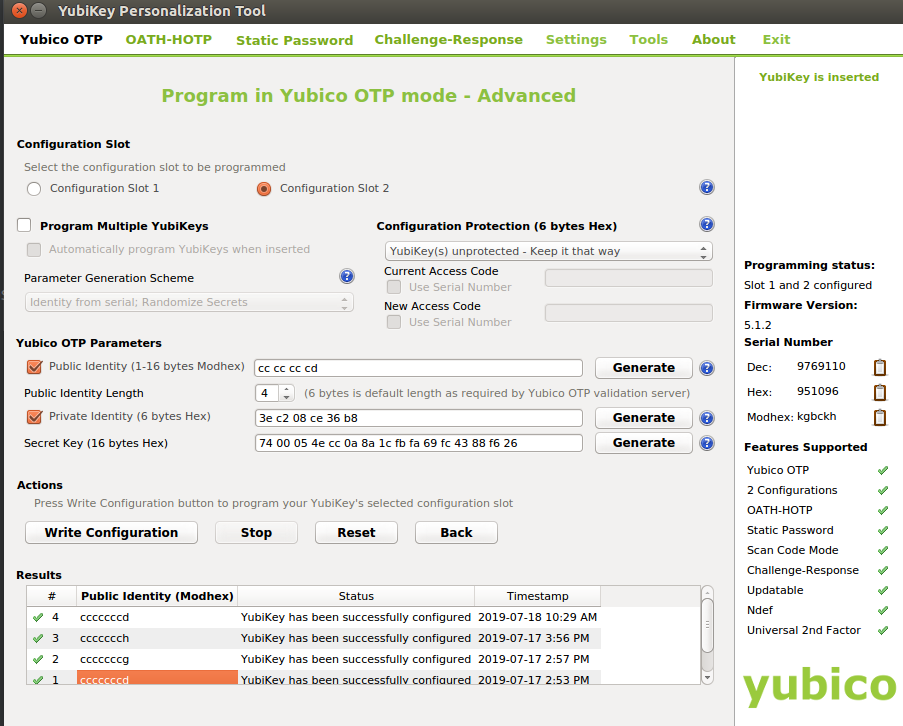 YubiKey Personalization Tool
Yubico OTP OATH-HOTP Static Password Challenge-Response Settings Tools About Exit
YubiKey is inserted
Program in Yubico OTP mode - Advanced
Configuration Slot
Select the configuration slot to be programmed
Configuration Slot 1 Configuration Slot 2
Program Multiple YubiKeys
Automatically program YubiKeys when inserted
Parameter Generation Scheme
Identity from serial; Randomize Secrets
Configuration Protection (6 bytes Hex)
YubiKey(s) unprotected - Keep it that way
Current Access Code
Use Serial Number
New Access Code
Use Serial Number
Yubico OTP Parameters
Public Identity (1-16 bytes Modhex) cc cc cc cd Generate
Public Identity Length 4 (6 bytes is default length as required by Yubico OTP validation server)
Private Identity (6 bytes Hex) 3e c2 08 ce 36 b8 Generate
Secret Key (16 bytes Hex) 74 00 05 4e cc 0a 8a 1c fb fa 69 fc 43 88 f6 26 Generate
Actions
Press Write Configuration button to program your YubiKey's selected configuration slot
Write Configuration Stop Reset Back
Results
# Public Identity (Modhex) Status Timestamp
4 cccccccd YubiKey has been successfully configured 2019-07-18 10:29 AM
3 ccccccch YubiKey has been successfully configured 2019-07-17 3:56 PM
2 cccccccg YubiKey has been successfully configured 2019-07-17 2:57 PM
1 cccccccd YubiKey has been successfully configured 2019-07-17 2:53 PM
Programming status:
Slot 1 and 2 configured
Firmware Version:
5.1.2
Serial Number
Dec: 9769110
Hex: 951096
Modhex: kgbckh
Features Supported
Yubico OTP
2 Configurations
OATH-HOTP
Static Password
Scan Code Mode
Challenge-Response
Updatable
Ndef
Universal 2nd Factor
yubico